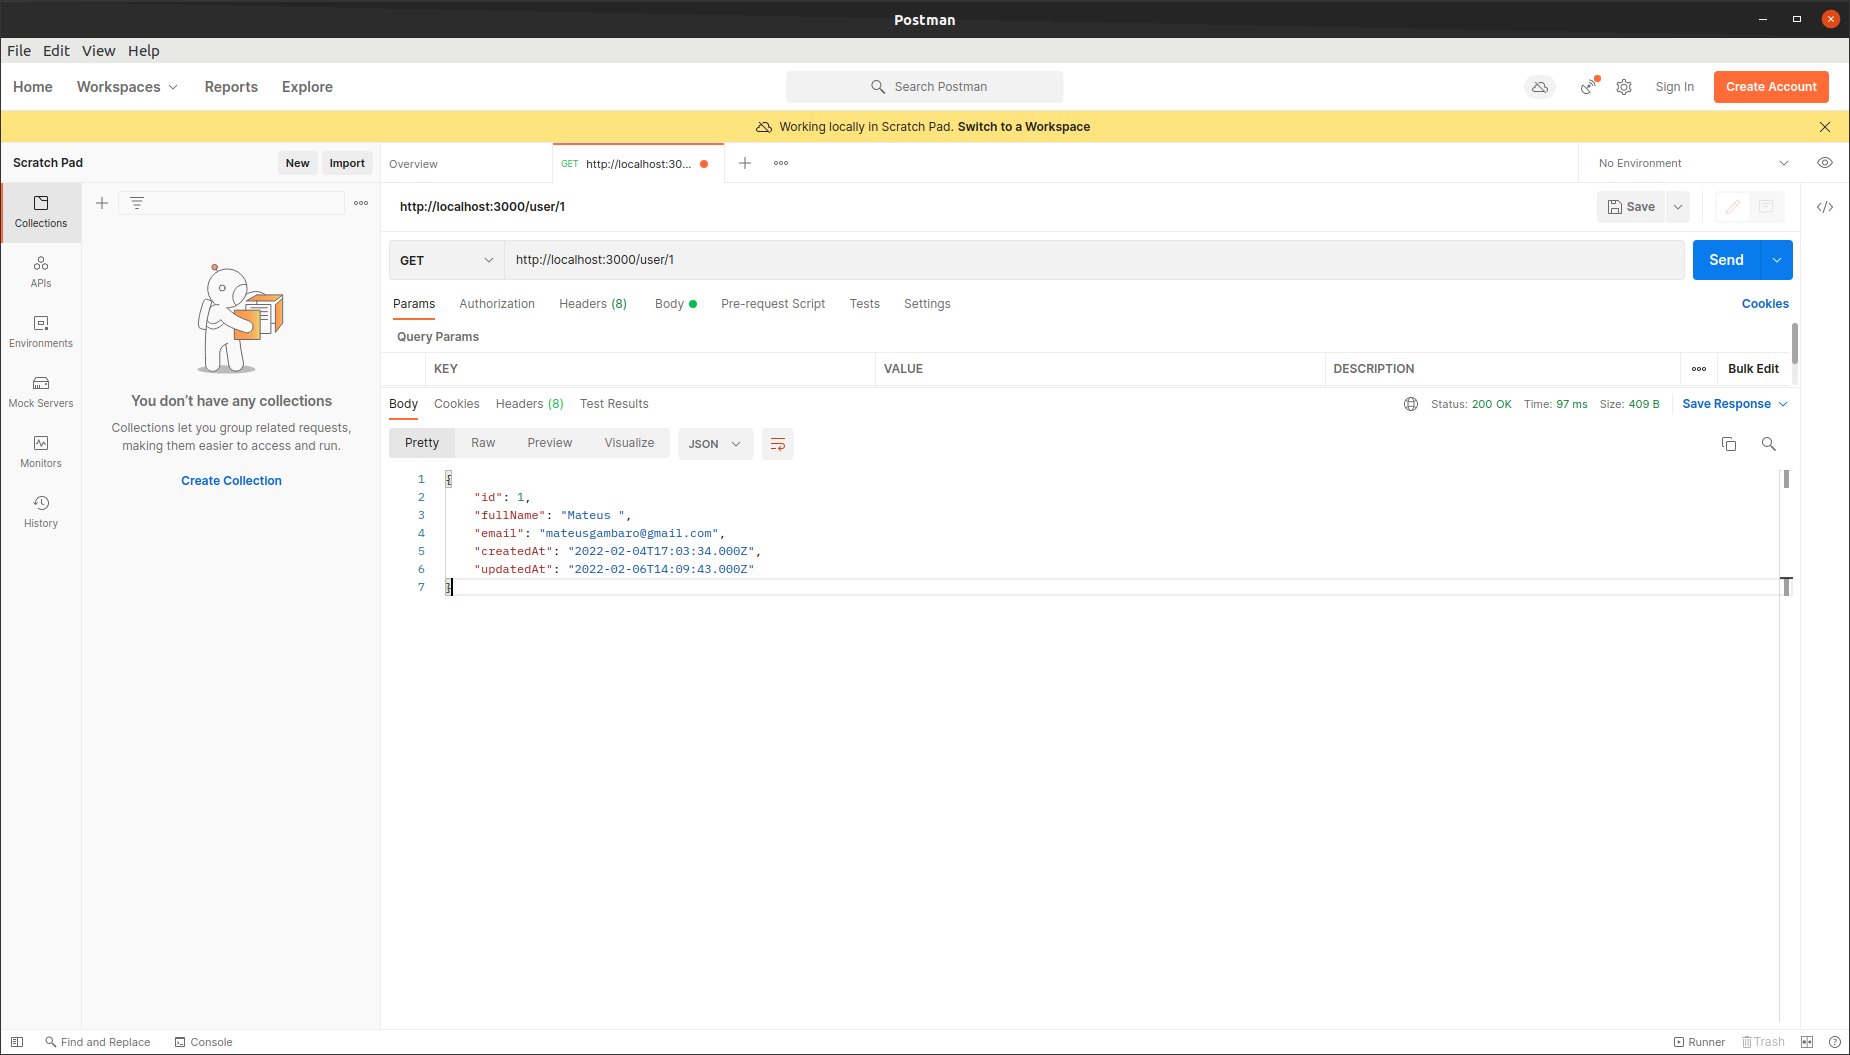 Postman
File Edit View Help
Home Workspaces Reports Explore
Search Postman
Sign In Create Account
Working locally in Scratch Pad. Switch to a Workspace
Scratch Pad New Import
Overview GET http://localhost:30... No Environment
Collections
APIs
Environments
Mock Servers
Monitors
History
You don’t have any collections
Collections let you group related requests,
making them easier to access and run.
Create Collection
http://localhost:3000/user/1 Save
GET http://localhost:3000/user/1 Send
Params Authorization Headers (8) Body Pre-request Script Tests Settings Cookies
Query Params
KEY VALUE DESCRIPTION Bulk Edit
Body Cookies Headers (8) Test Results Status: 200 OK Time: 97 ms Size: 409 B Save Response
Pretty Raw Preview Visualize JSON
1 {
2 "id": 1,
3 "fullName": "Mateus ",
4 "email": "mateusgambaro@gmail.com",
5 "createdAt": "2022-02-04T17:03:34.000Z",
6 "updatedAt": "2022-02-06T14:09:43.000Z"
7 }
Find and Replace Console Runner Trash